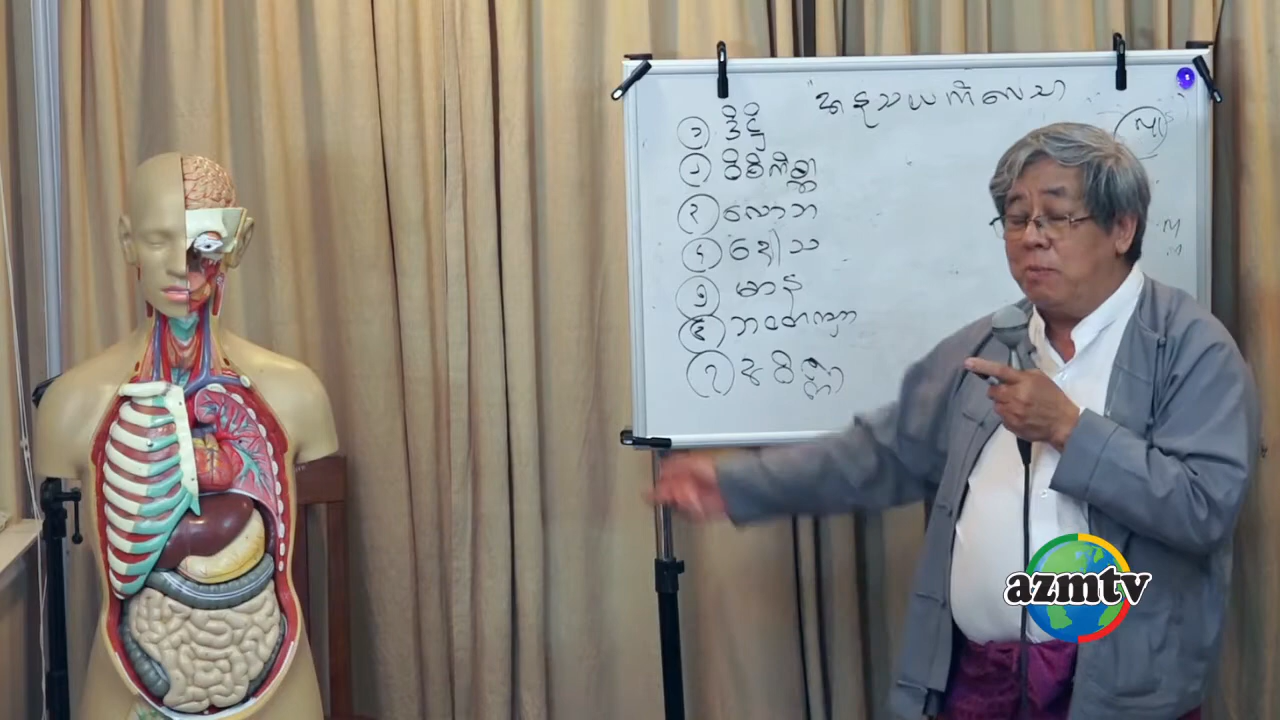 အနုသယကိလေသာ
၁ ဒိဋ္ဌိ
၂ ဝိစိကိစ္ဆာ
၃ လောဘ
၄ ဒေါသ
၅ မာန
၆ ဘဝရာဂ
၇ အဝိဇ္ဇာ
azmtv